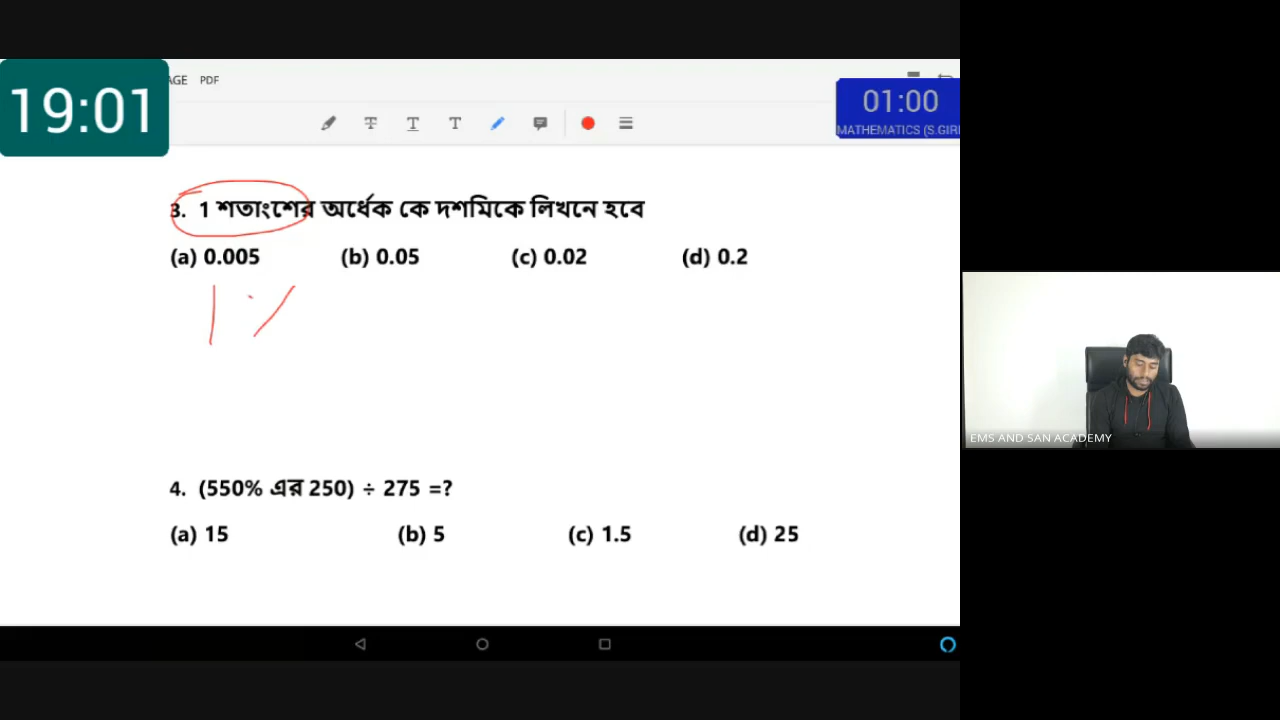 AGE PDF
19:01
01:00
MATHEMATICS (S.GIRI
3. 1 শতাংশের অর্ধেক কে দশমিকে লিখনে হবে
(a) 0.005 (b) 0.05 (c) 0.02 (d) 0.2
1 %
EMS AND SAN ACADEMY
4. (550% এর 250) ÷ 275 =?
(a) 15 (b) 5 (c) 1.5 (d) 25